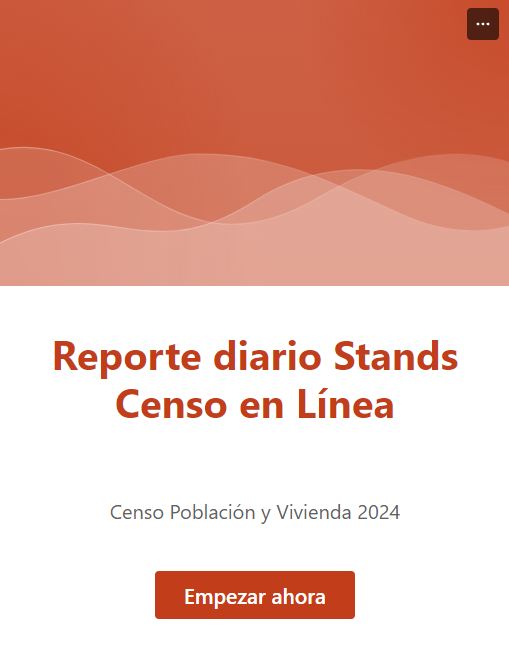 Reporte diario Stands
Censo en Línea
Censo Población y Vivienda 2024
Empezar ahora